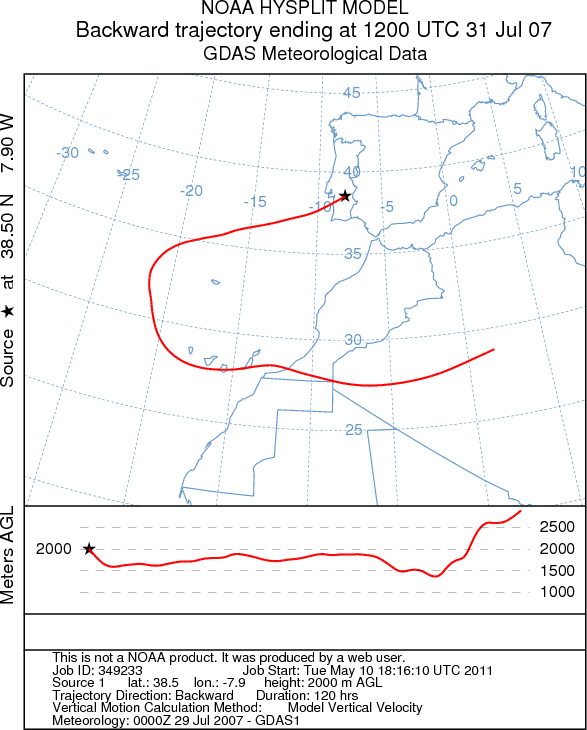 NOAA HYSPLIT MODEL
Backward trajectory ending at 1200 UTC 31 Jul 07
GDAS Meteorological Data
Source ★ at 38.50 N 7.90 W
45
-30
-25
40
-20
-15
-10
-5
0
5
10
35
30
25
Meters AGL
2500
2000
2000
1500
1000
This is not a NOAA product. It was produced by a web user.
Job ID: 349233 Job Start: Tue May 10 18:16:10 UTC 2011
Source 1 lat.: 38.5 lon.: -7.9 height: 2000 m AGL
Trajectory Direction: Backward Duration: 120 hrs
Vertical Motion Calculation Method: Model Vertical Velocity
Meteorology: 0000Z 29 Jul 2007 - GDAS1